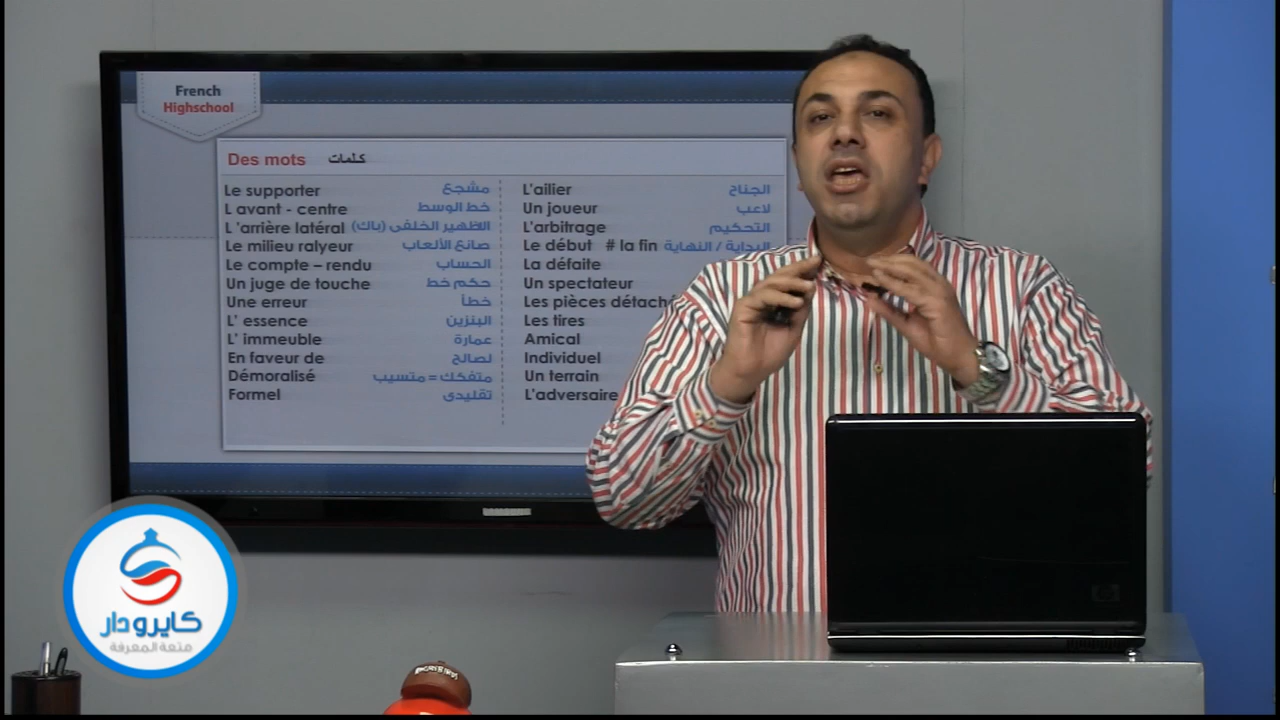 French
Highschool
Des mots كلمات
Le supporter مشجع
L avant - centre خط الوسط
L 'arrière latéral الظهير الخلفى (باك)
Le milieu ralyeur صانع الألعاب
Le compte – rendu الحساب
Un juge de touche حكم خط
Une erreur خطأ
L' essence البنزين
L' immeuble عمارة
En faveur de لصالح
Démoralisé متفكك = متسيب
Formel تقليدى
L'ailier الجناح
Un joueur لاعب
L'arbitrage التحكيم
Le début # la fin البداية / النهاية
La défaite
Un spectateur
Les pièces
Les tires
Amical
Individuel
Un terrain
L'adversaire
SAMSUNG
كايرودار
متعة المعرفة
hp